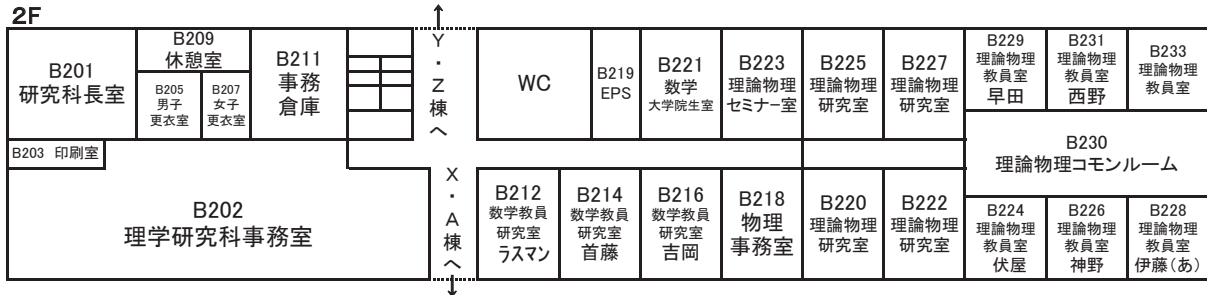 2F
B201
研究科長室
B209
休憩室
B205
男子
更衣室
B207
女子
更衣室
B211
事務
倉庫
Y・Z棟へ
WC
B219
EPS
B221
数学
大学院生室
B223
理論物理
セミナー室
B225
理論物理
研究室
B227
理論物理
研究室
B229
理論物理
教員室
早田
B231
理論物理
教員室
西野
B233
理論物理
教員室
B203 印刷室
B202
理学研究科事務室
X・A棟へ
B230
理論物理コモンルーム
B212
数学教員
研究室
ラスマン
B214
数学教員
研究室
首藤
B216
数学教員
研究室
吉岡
B218
物理
事務室
B220
理論物理
研究室
B222
理論物理
研究室
B224
理論物理
教員室
伏屋
B226
理論物理
教員室
神野
B228
理論物理
教員室
伊藤(あ)